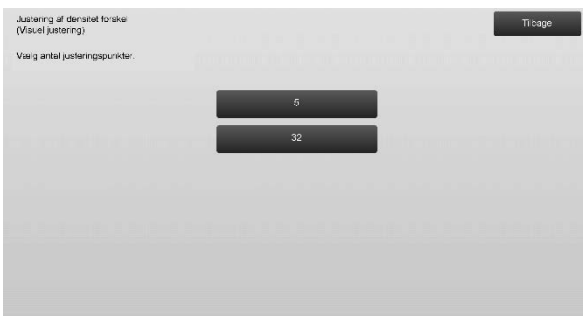 Justering af densitet forskel
(Visuel justering)
Tilbage
Vælg antal justeringspunkter.
5
32